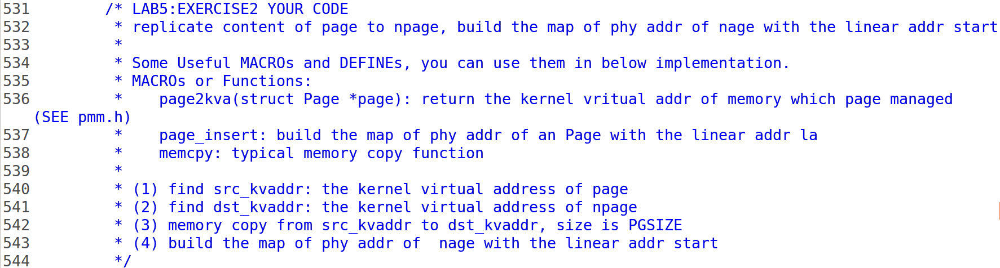 531 /* LAB5:EXERCISE2 YOUR CODE
532 * replicate content of page to npage, build the map of phy addr of nage with the linear addr start
533 *
534 * Some Useful MACROs and DEFINEs, you can use them in below implementation.
535 * MACROs or Functions:
536 * page2kva(struct Page *page): return the kernel vritual addr of memory which page managed
(SEE pmm.h)
537 * page_insert: build the map of phy addr of an Page with the linear addr la
538 * memcpy: typical memory copy function
539 *
540 * (1) find src_kvaddr: the kernel virtual address of page
541 * (2) find dst_kvaddr: the kernel virtual address of npage
542 * (3) memory copy from src_kvaddr to dst_kvaddr, size is PGSIZE
543 * (4) build the map of phy addr of  nage with the linear addr start
544 */